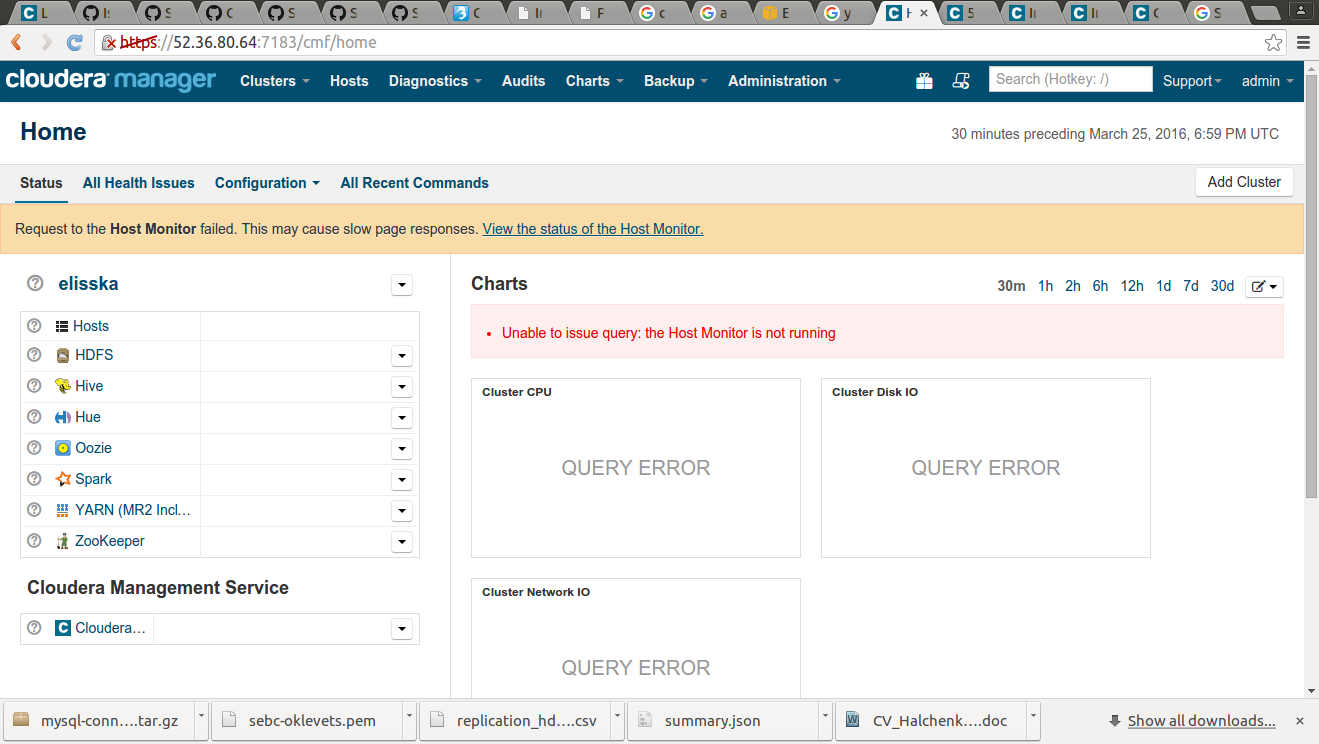 L
Is
S
C
S
S
S
C
In
P
c
a
E
y
H
5
In
In
C
S
https://52.36.80.64:7183/cmf/home
cloudera manager Clusters Hosts Diagnostics Audits Charts Backup Administration Search (Hotkey: /) Support admin
Home
30 minutes preceding March 25, 2016, 6:59 PM UTC
Status All Health Issues Configuration All Recent Commands Add Cluster
Request to the Host Monitor failed. This may cause slow page responses. View the status of the Host Monitor.
elisska
Hosts
HDFS
Hive
Hue
Oozie
Spark
YARN (MR2 Incl...
ZooKeeper
Cloudera Management Service
Cloudera...
Charts
30m 1h 2h 6h 12h 1d 7d 30d
Unable to issue query: the Host Monitor is not running
Cluster CPU
QUERY ERROR
Cluster Disk IO
QUERY ERROR
Cluster Network IO
QUERY ERROR
mysql-conn....tar.gz
sebc-oklevets.pem
replication_hd....csv
summary.json
CV_Halchenk....doc
Show all downloads...